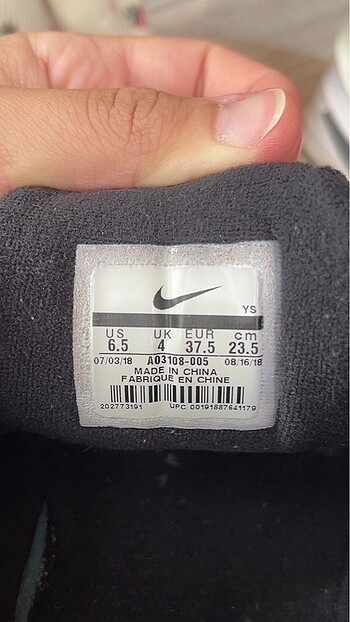 YS
US UK EUR cm
6.5 4 37.5 23.5
07/03/18 AO3108-005 08/16/18
MADE IN CHINA
FABRIQUE EN CHINE
202773191 UPC 00191887641179